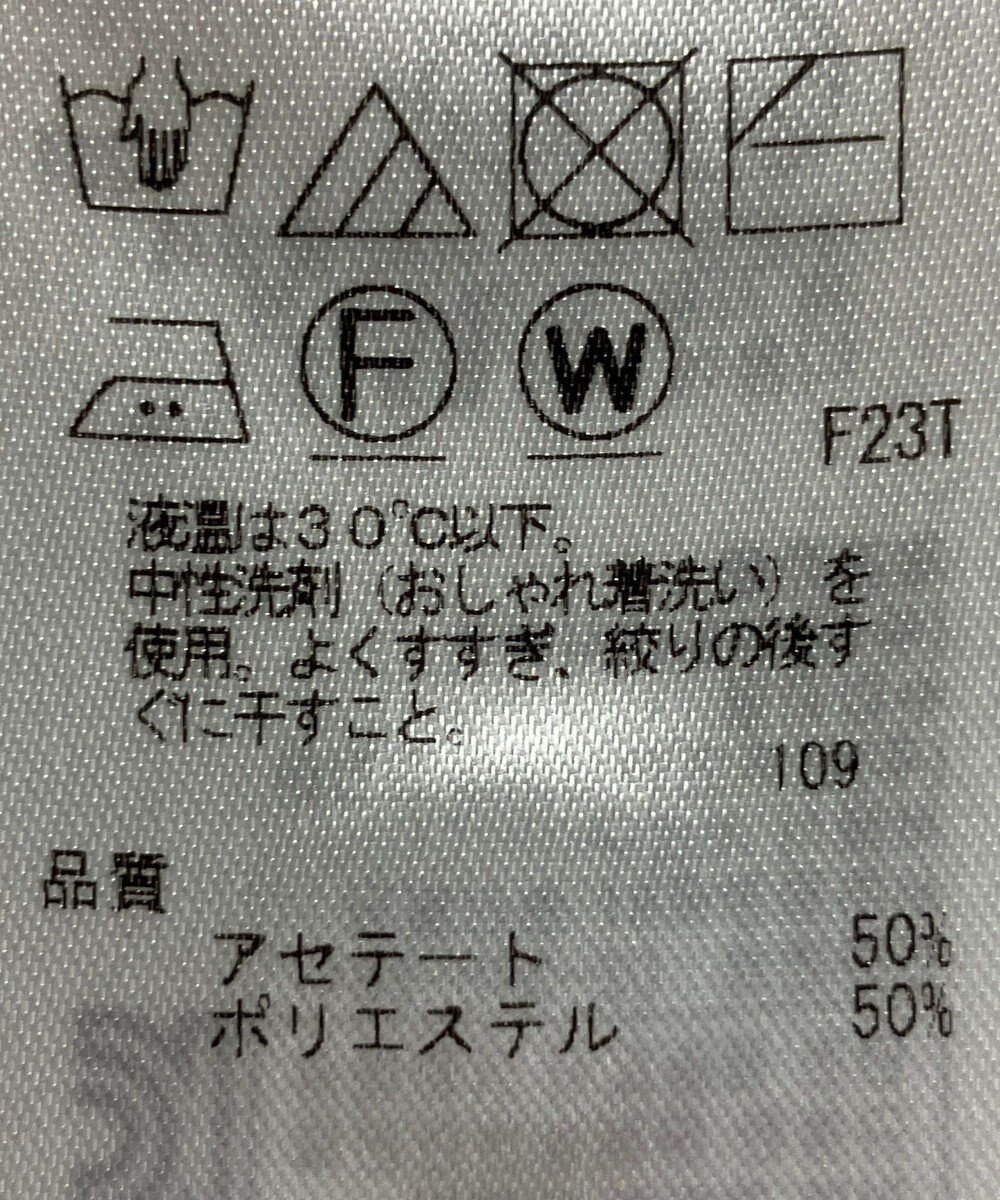 F
W
F23T
液温は30℃以下。
中性洗剤(おしゃれ着洗い)を
使用。よくすすぎ、絞りの後す
ぐに干すこと。
109
品質
アセテート 50%
ポリエステル 50%